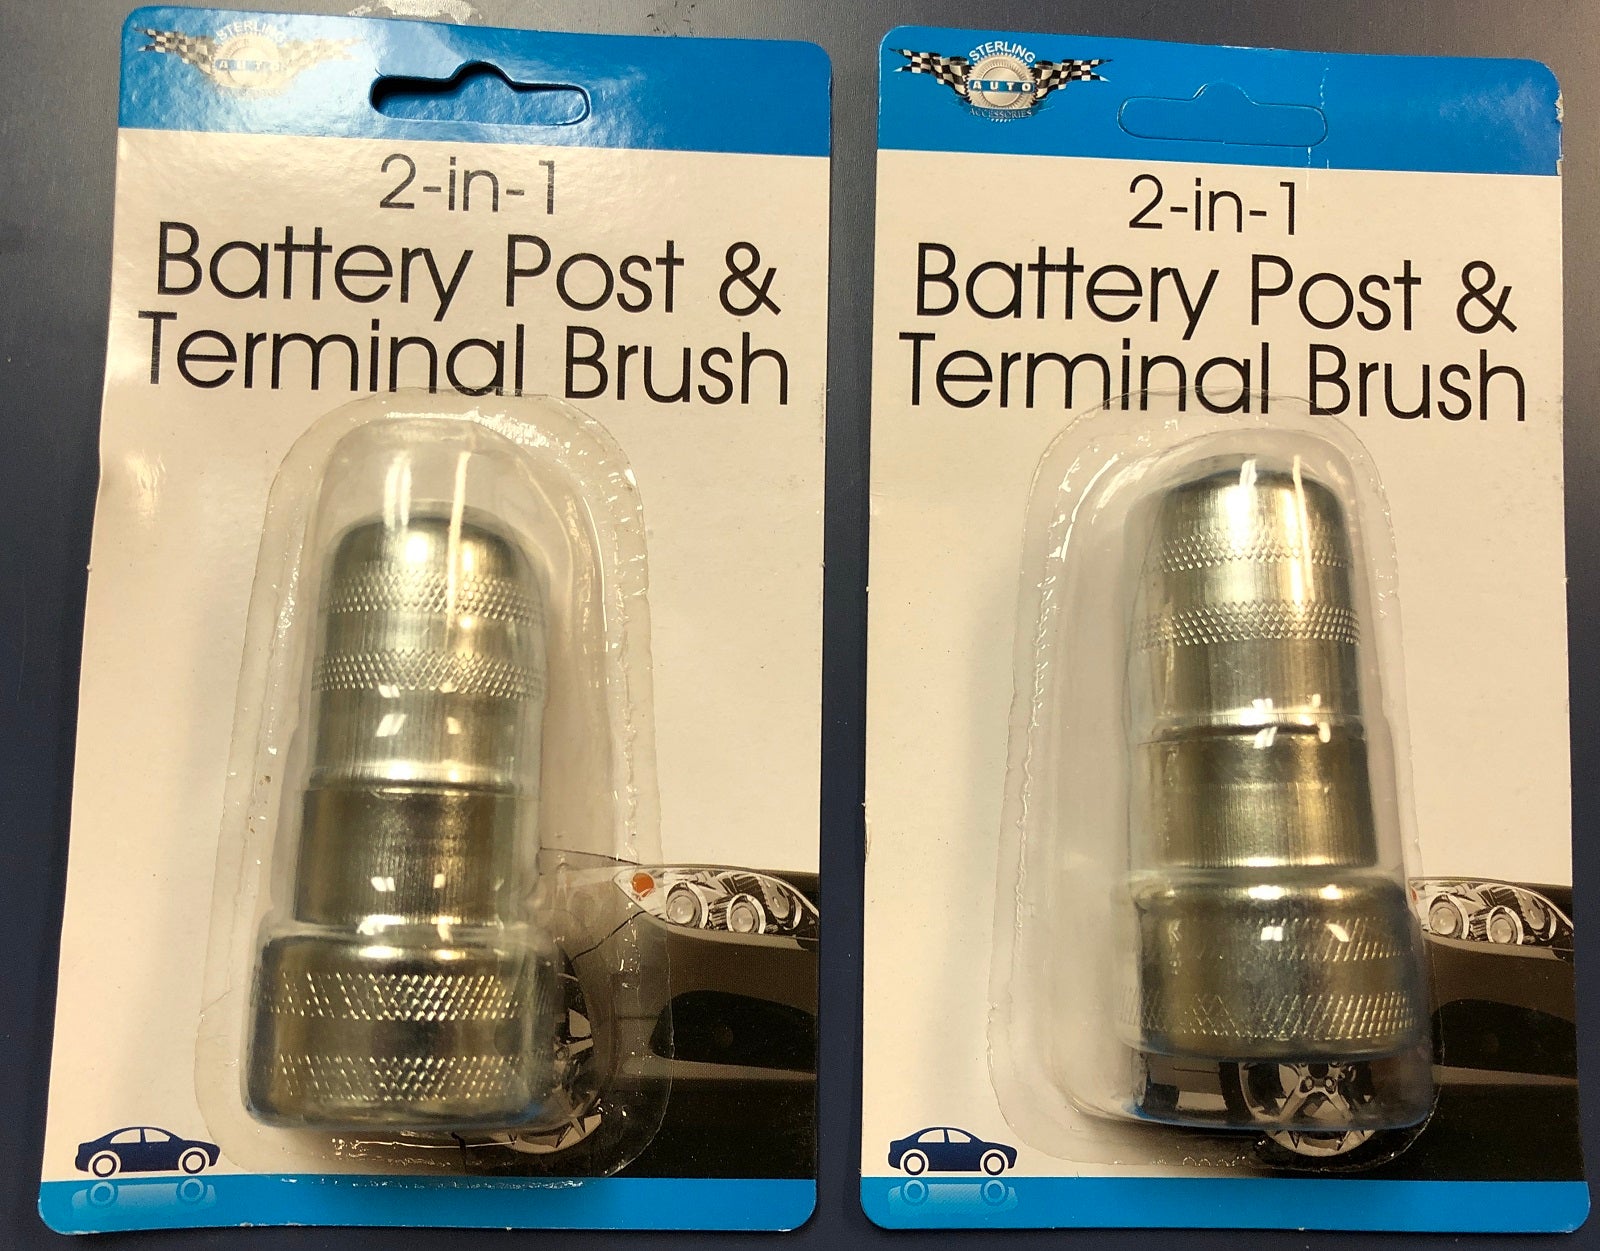 STERLING
AUTO
2-in-1
Battery Post &
Terminal Brush
STERLING
AUTO
ACCESSORIES
2-in-1
Battery Post &
Terminal Brush